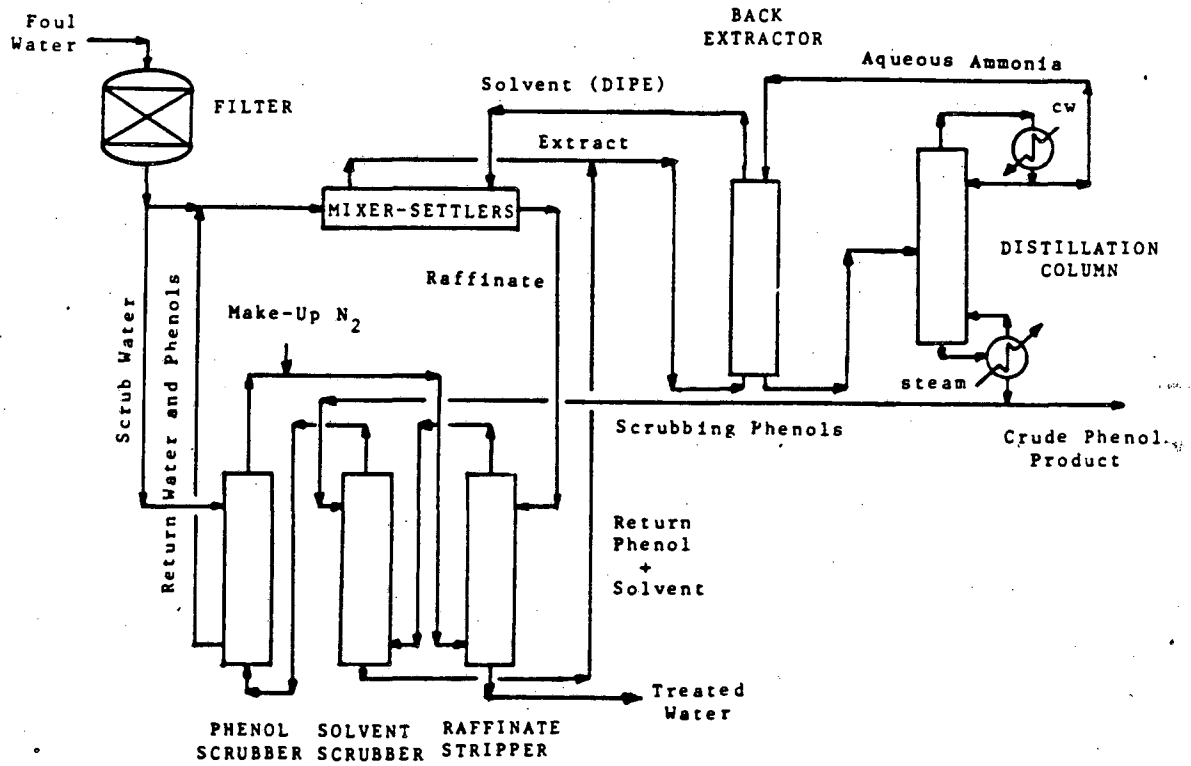 BACK
EXTRACTOR
Foul
Water
Aqueous Ammonia
Solvent (DIPE)
FILTER
cw
Extract
MIXER-SETTLERS
DISTILLATION
COLUMN
Raffinate
Make-Up N2
Scrub Water
Return Water and Phenols
steam
Scrubbing Phenols
Crude Phenol
Product
Return
Phenol
+
Solvent
Treated
Water
PHENOL
SCRUBBER
SOLVENT
SCRUBBER
RAFFINATE
STRIPPER